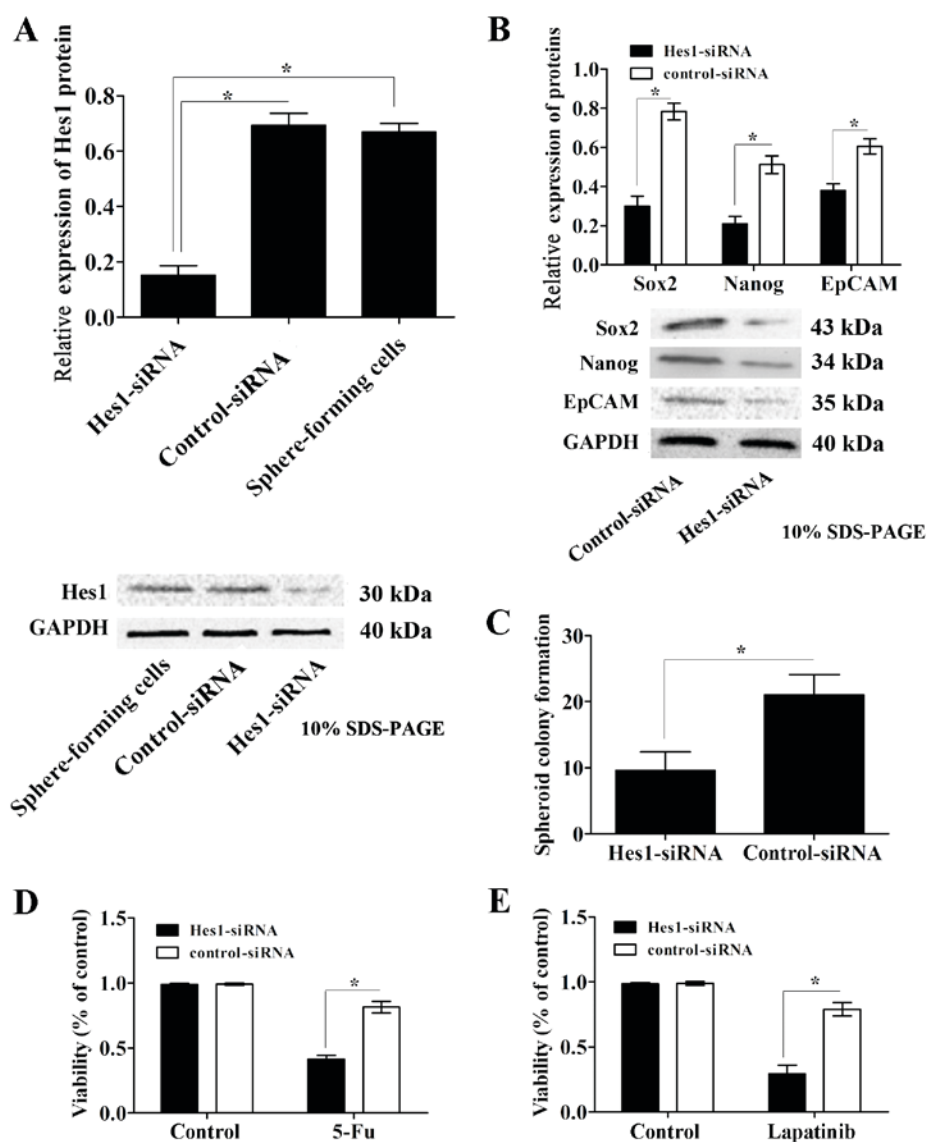 A
Relative expression of Hes1 protein
0.8
0.6
0.4
0.2
0.0
*
*
Hes1-siRNA
Control-siRNA
Sphere-forming cells
Hes1
30 kDa
GAPDH
40 kDa
Sphere-forming cells
Control-siRNA
Hes1-siRNA
10% SDS-PAGE
B
Hes1-siRNA
control-siRNA
Relative expression of proteins
1.0
0.8
0.6
0.4
0.2
0.0
*
*
*
Sox2 Nanog EpCAM
Sox2 43 kDa
Nanog 34 kDa
EpCAM 35 kDa
GAPDH 40 kDa
Control-siRNA
Hes1-siRNA
10% SDS-PAGE
C
Spheroid colony formation
30
20
10
0
*
Hes1-siRNA Control-siRNA
D
Hes1-siRNA
control-siRNA
Viability (% of control)
1.5
1.0
0.5
0.0
*
Control 5-Fu
E
Hes1-siRNA
control-siRNA
Viability (% of control)
1.5
1.0
0.5
0.0
*
Control Lapatinib